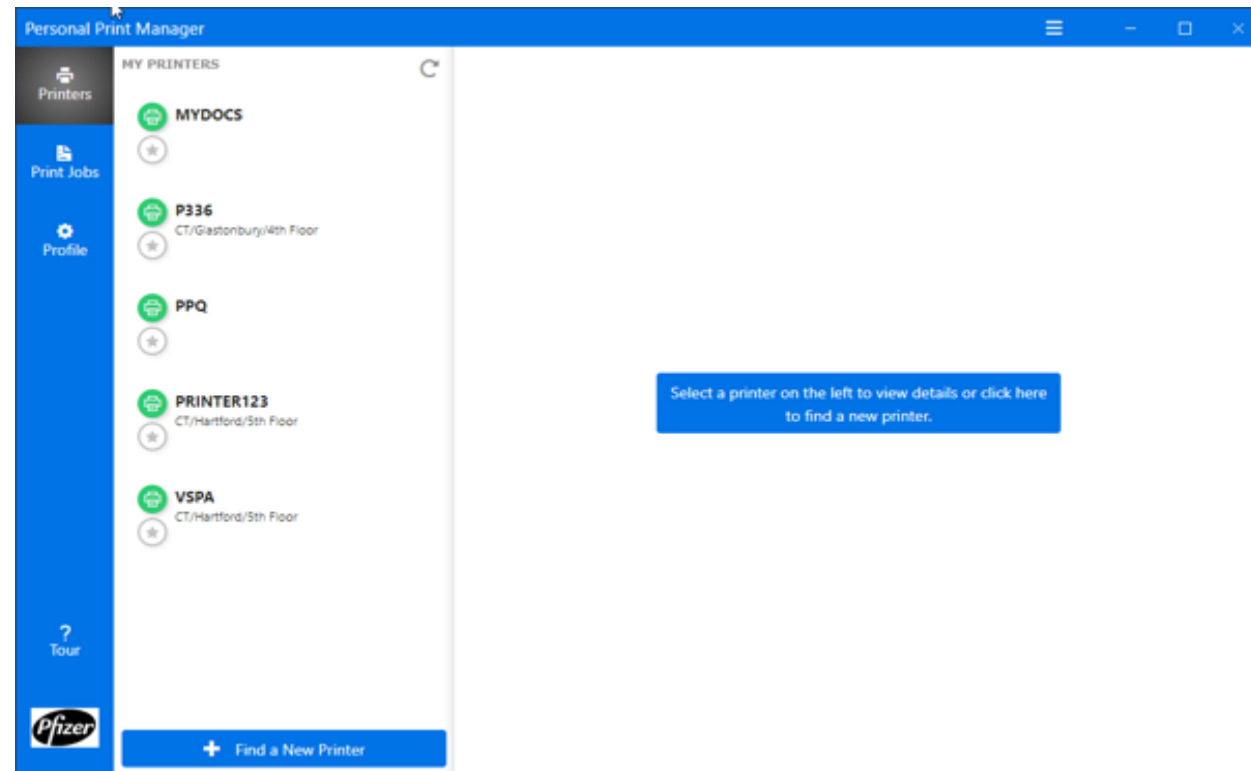 Personal Print Manager
Printers
Print Jobs
Profile
Tour
Pfizer
MY PRINTERS
MYDOCS
P336
CT/Glastonbury/4th Floor
PPQ
PRINTER123
CT/Hartford/5th Floor
VSPA
CT/Hartford/5th Floor
Find a New Printer
Select a printer on the left to view details or click here
to find a new printer.